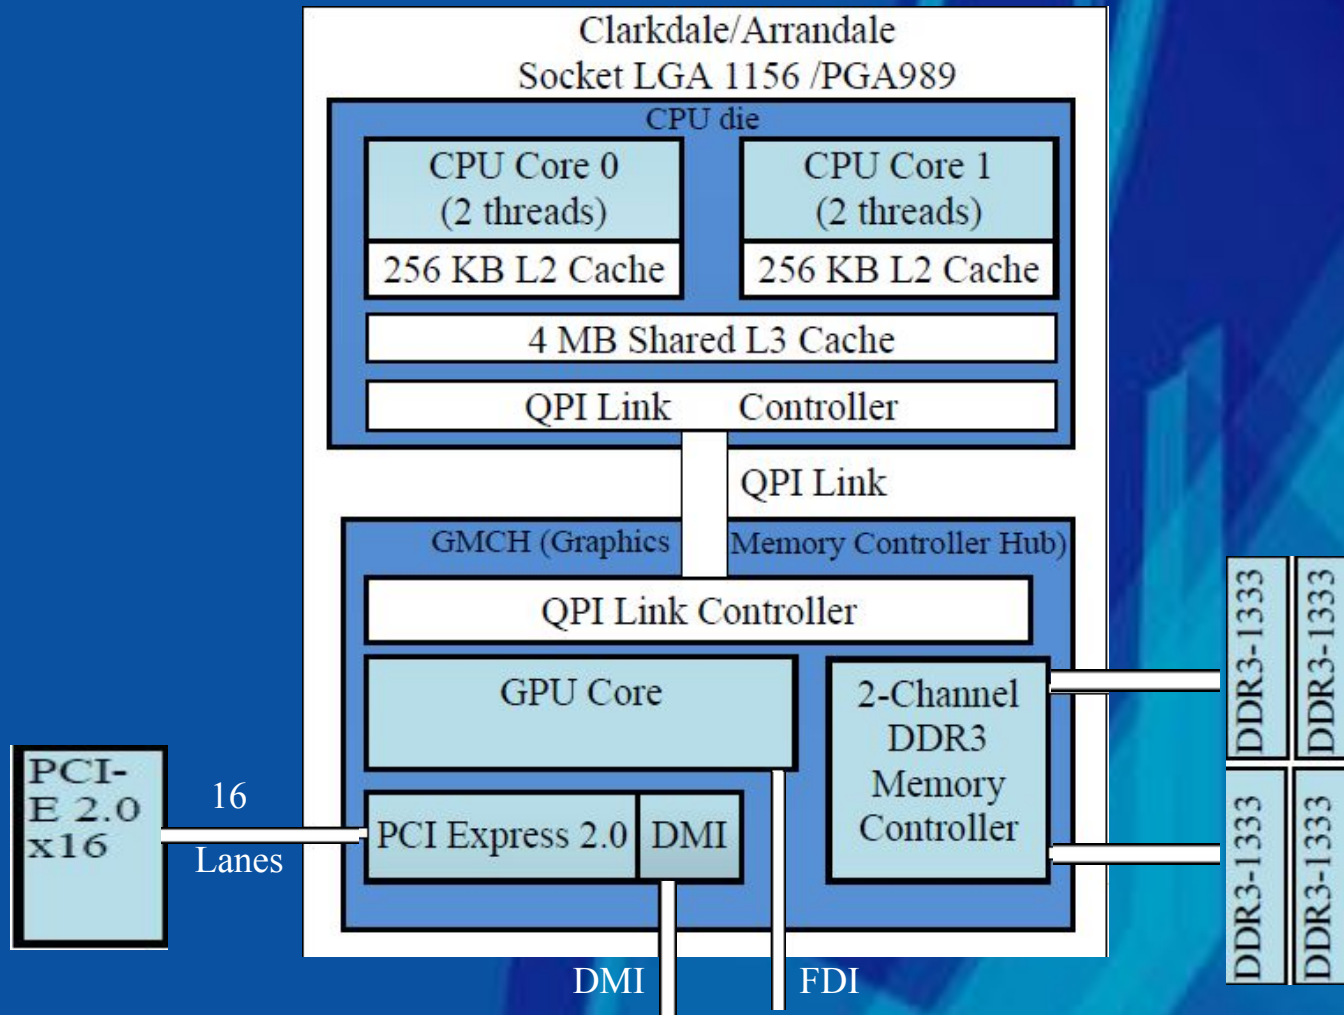 Clarkdale/Arrandale
Socket LGA 1156 /PGA989
CPU die
CPU Core 0
(2 threads)
256 KB L2 Cache
CPU Core 1
(2 threads)
256 KB L2 Cache
4 MB Shared L3 Cache
QPI Link Controller
QPI Link
GMCH (Graphics Memory Controller Hub)
QPI Link Controller
GPU Core
2-Channel
DDR3
Memory
Controller
PCI Express 2.0
DMI
PCI-
E 2.0
x16
16
Lanes
DMI
FDI
DDR3-1333
DDR3-1333
DDR3-1333
DDR3-1333